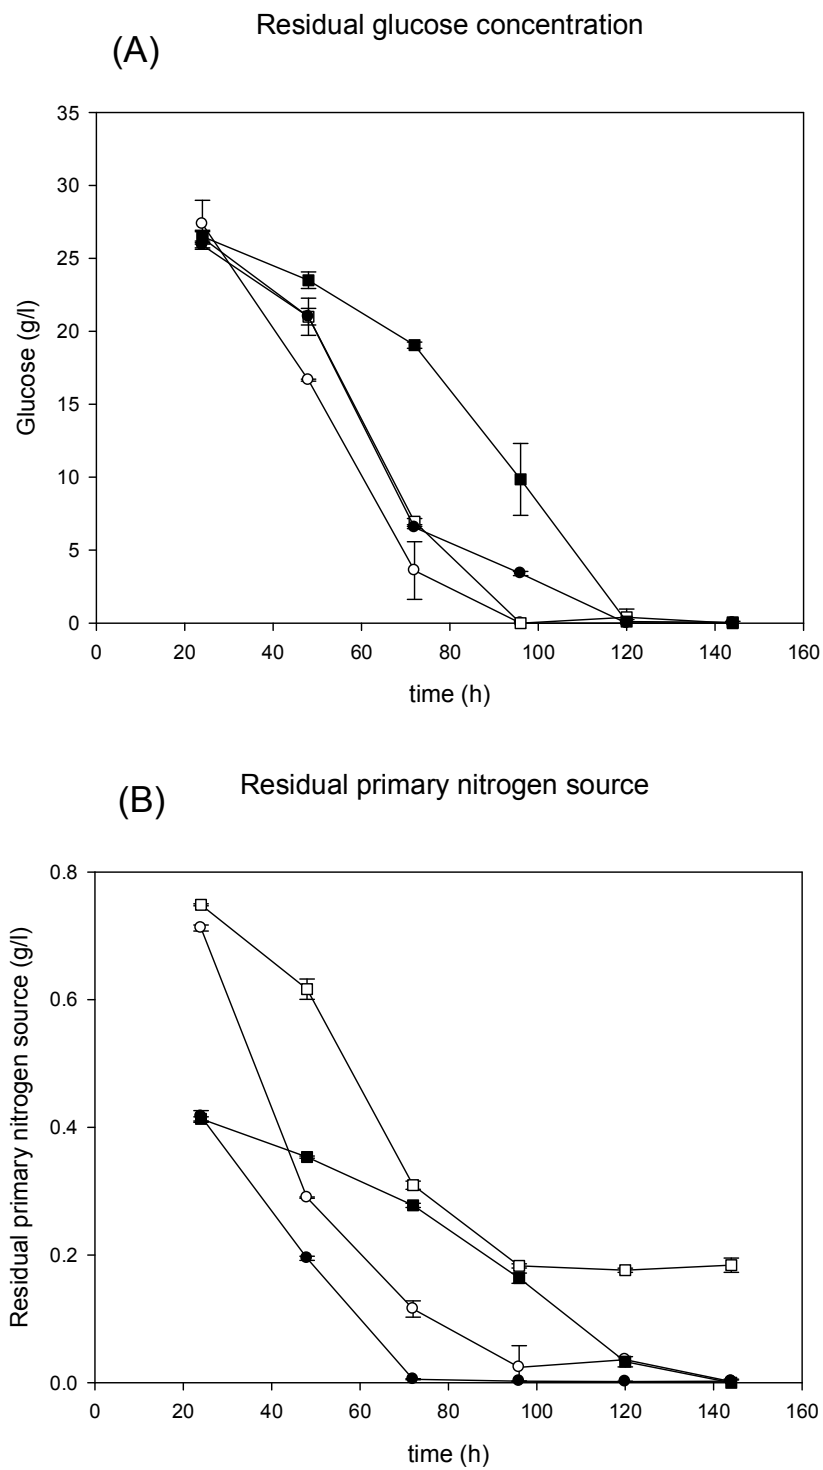 Residual glucose concentration
(A)
35
30
25
20
15
10
5
0
Glucose (g/l)
0 20 40 60 80 100 120 140 160
time (h)
Residual primary nitrogen source
(B)
0.8
0.6
0.4
0.2
0.0
Residual primary nitrogen source (g/l)
0 20 40 60 80 100 120 140 160
time (h)